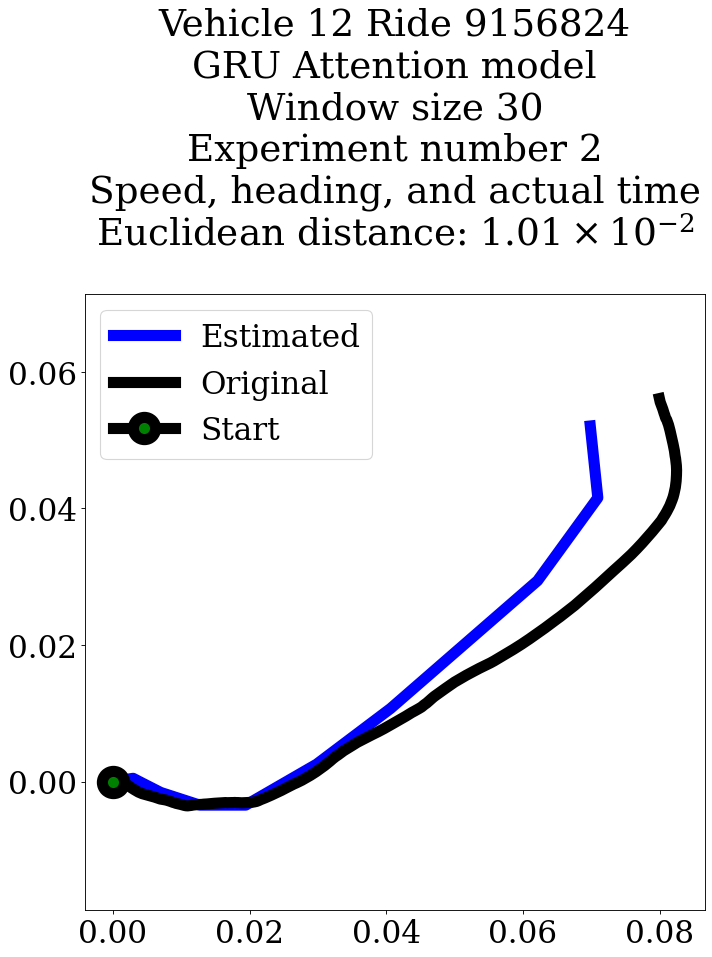 Vehicle 12 Ride 9156824
GRU Attention model
Window size 30
Experiment number 2
Speed, heading, and actual time
Euclidean distance: 1.01 × 10⁻²
Estimated
Original
Start
0.06
0.04
0.02
0.00
0.00 0.02 0.04 0.06 0.08